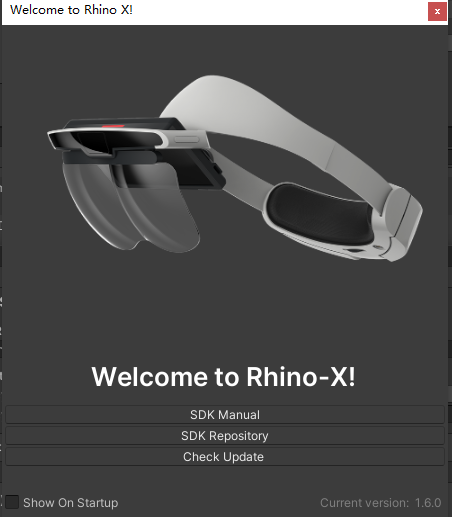 Welcome to Rhino X!
x
Welcome to Rhino-X!
SDK Manual
SDK Repository
Check Update
Show On Startup
Current version: 1.6.0